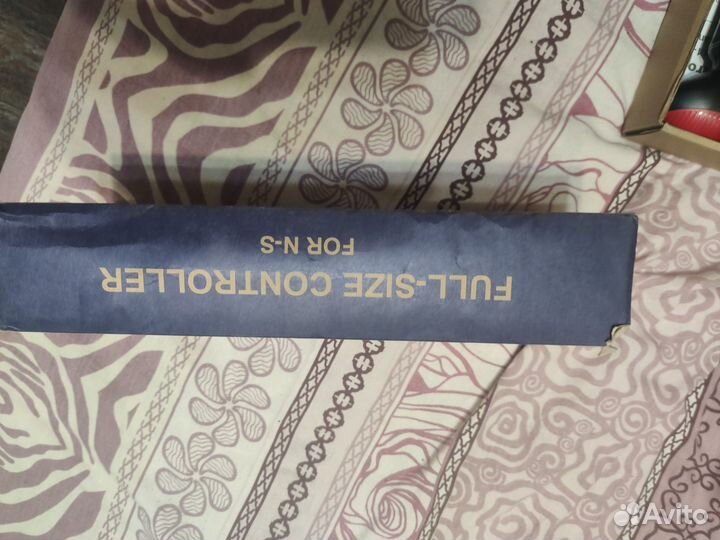 FULL-SIZE CONTROLLER
FOR N-S
Avito